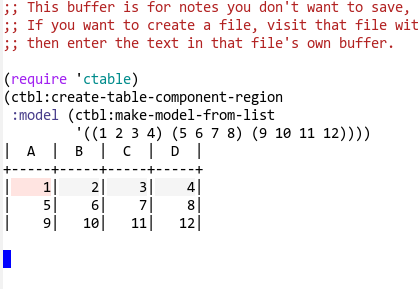 ;; This buffer is for notes you don't want to save,
;; If you want to create a file, visit that file wit
;; then enter the text in that file's own buffer.
(require 'ctable)
(ctbl:create-table-component-region
:model (ctbl:make-model-from-list
'((1 2 3 4) (5 6 7 8) (9 10 11 12))))
| A | B | C | D |
+-----+-----+-----+-----+
| 1| 2| 3| 4|
| 5| 6| 7| 8|
| 9| 10| 11| 12|